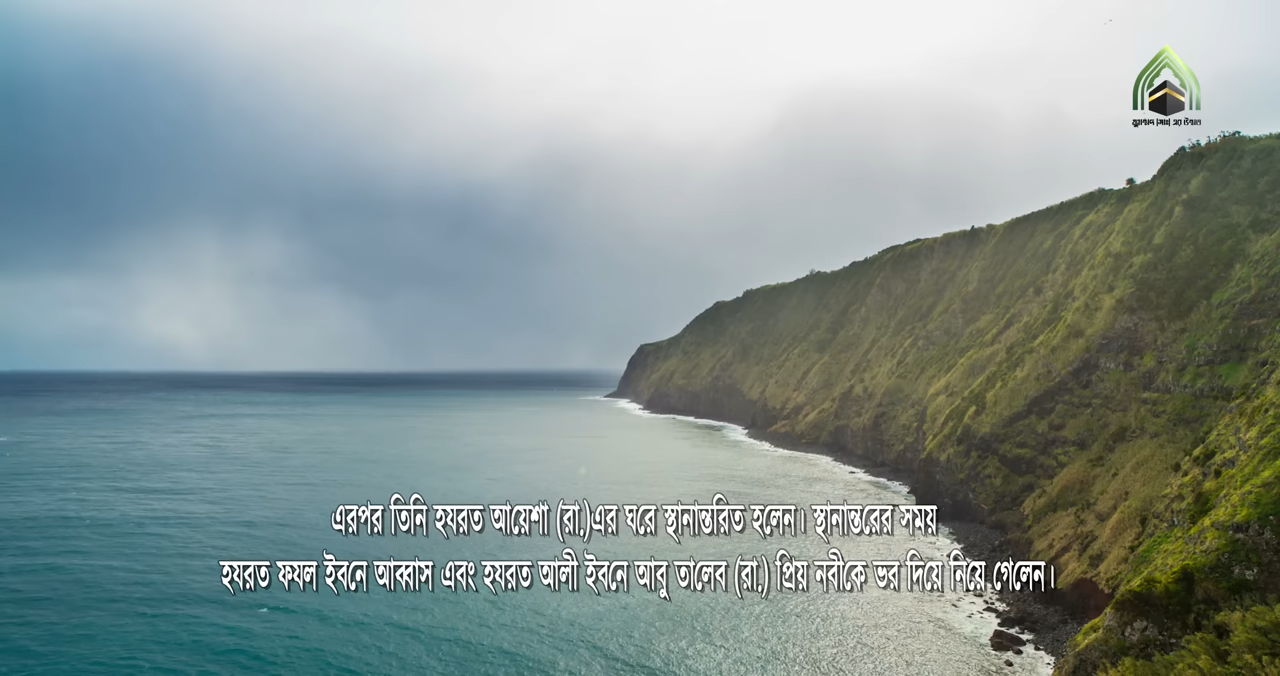 এরপর তিনি হযরত আয়েশা (রা.)এর ঘরে স্থানান্তরিত হলেন। স্থানান্তরের সময়
হযরত ফযল ইবনে আব্বাস এবং হযরত আলী ইবনে আবু তালেব (রা.) প্রিয় নবীকে ভর দিয়ে নিয়ে গেলেন।